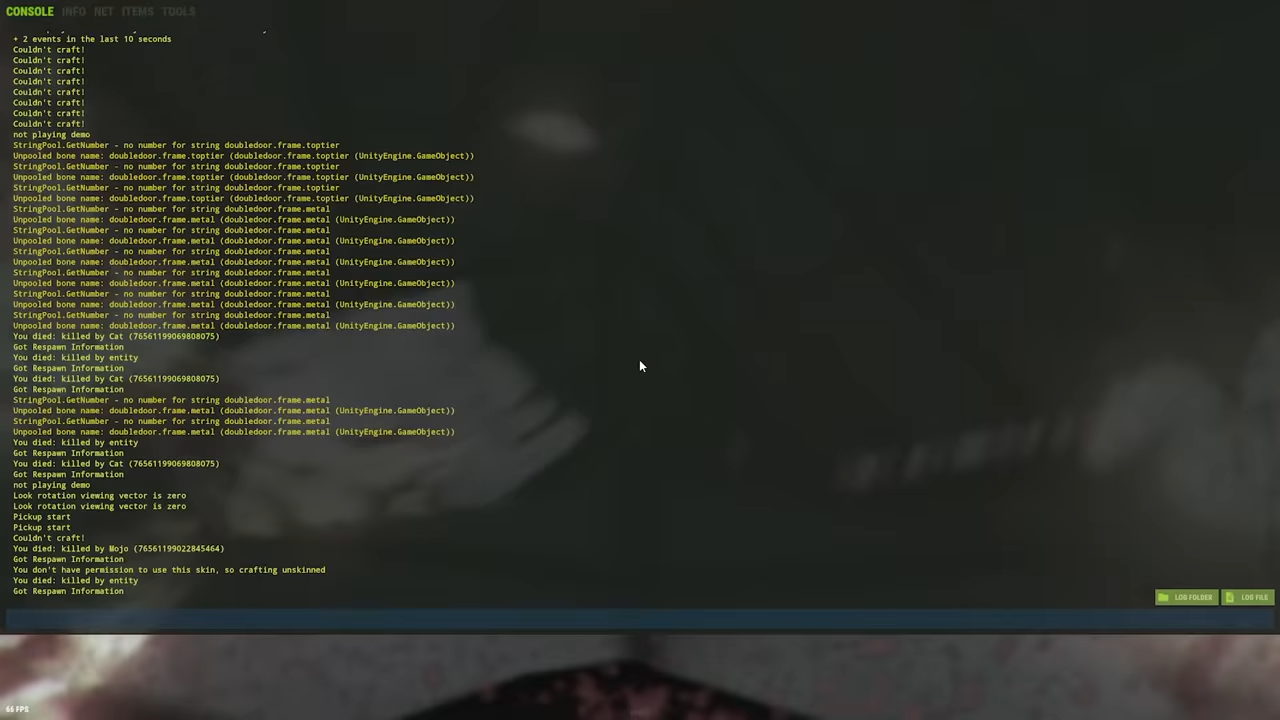 CONSOLE INFO NET ITEMS TOOLS
+ 2 events in the last 10 seconds
Couldn't craft!
Couldn't craft!
Couldn't craft!
Couldn't craft!
Couldn't craft!
Couldn't craft!
Couldn't craft!
Couldn't craft!
not playing demo
StringPool.GetNumber - no number for string doubledoor.frame.toptier
Unpooled bone name: doubledoor.frame.toptier (doubledoor.frame.toptier (UnityEngine.GameObject))
StringPool.GetNumber - no number for string doubledoor.frame.toptier
Unpooled bone name: doubledoor.frame.toptier (doubledoor.frame.toptier (UnityEngine.GameObject))
StringPool.GetNumber - no number for string doubledoor.frame.toptier
Unpooled bone name: doubledoor.frame.toptier (doubledoor.frame.toptier (UnityEngine.GameObject))
StringPool.GetNumber - no number for string doubledoor.frame.metal
Unpooled bone name: doubledoor.frame.metal (doubledoor.frame.metal (UnityEngine.GameObject))
StringPool.GetNumber - no number for string doubledoor.frame.metal
Unpooled bone name: doubledoor.frame.metal (doubledoor.frame.metal (UnityEngine.GameObject))
StringPool.GetNumber - no number for string doubledoor.frame.metal
Unpooled bone name: doubledoor.frame.metal (doubledoor.frame.metal (UnityEngine.GameObject))
StringPool.GetNumber - no number for string doubledoor.frame.metal
Unpooled bone name: doubledoor.frame.metal (doubledoor.frame.metal (UnityEngine.GameObject))
StringPool.GetNumber - no number for string doubledoor.frame.metal
Unpooled bone name: doubledoor.frame.metal (doubledoor.frame.metal (UnityEngine.GameObject))
StringPool.GetNumber - no number for string doubledoor.frame.metal
Unpooled bone name: doubledoor.frame.metal (doubledoor.frame.metal (UnityEngine.GameObject))
You died: killed by Cat (76561199069808075)
Got Respawn Information
You died: killed by entity
Got Respawn Information
You died: killed by Cat (76561199069808075)
Got Respawn Information
StringPool.GetNumber - no number for string doubledoor.frame.metal
Unpooled bone name: doubledoor.frame.metal (doubledoor.frame.metal (UnityEngine.GameObject))
StringPool.GetNumber - no number for string doubledoor.frame.metal
Unpooled bone name: doubledoor.frame.metal (doubledoor.frame.metal (UnityEngine.GameObject))
You died: killed by entity
Got Respawn Information
You died: killed by Cat (76561199069808075)
Got Respawn Information
not playing demo
Look rotation viewing vector is zero
Look rotation viewing vector is zero
Pickup start
Pickup start
Couldn't craft!
You died: killed by Mojo (76561199022845464)
Got Respawn Information
You don't have permission to use this skin, so crafting unskinned
You died: killed by entity
Got Respawn Information
LOG FOLDER LOG FILE
66 FPS